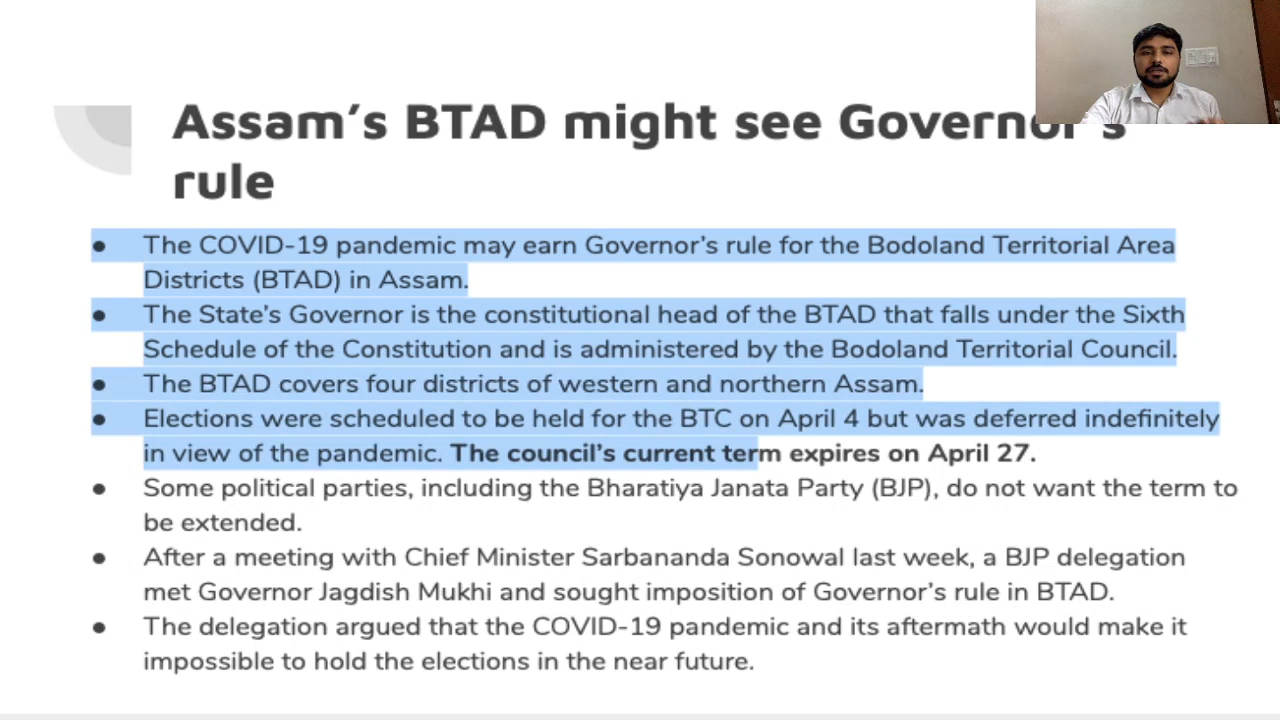 Assam's BTAD might see Governor's
rule
● The COVID-19 pandemic may earn Governor's rule for the Bodoland Territorial Area
Districts (BTAD) in Assam.
● The State's Governor is the constitutional head of the BTAD that falls under the Sixth
Schedule of the Constitution and is administered by the Bodoland Territorial Council.
● The BTAD covers four districts of western and northern Assam.
● Elections were scheduled to be held for the BTC on April 4 but was deferred indefinitely
in view of the pandemic. The council's current term expires on April 27.
● Some political parties, including the Bharatiya Janata Party (BJP), do not want the term to
be extended.
● After a meeting with Chief Minister Sarbananda Sonowal last week, a BJP delegation
met Governor Jagdish Mukhi and sought imposition of Governor's rule in BTAD.
● The delegation argued that the COVID-19 pandemic and its aftermath would make it
impossible to hold the elections in the near future.